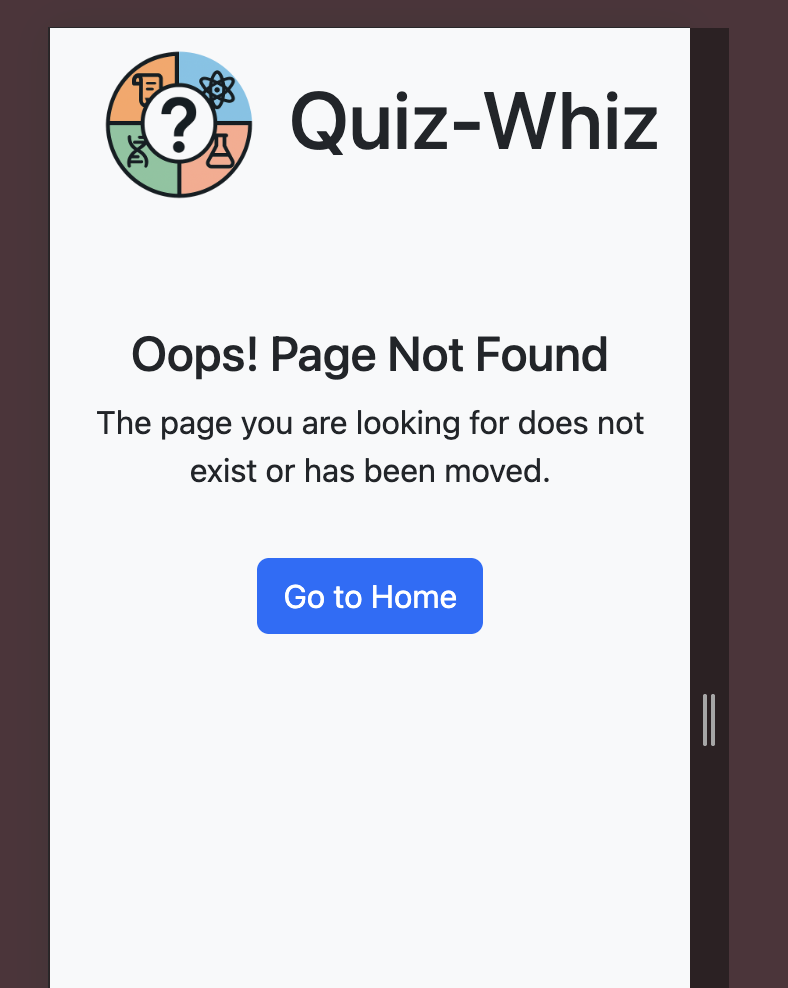 ?
Quiz-Whiz
Oops! Page Not Found
The page you are looking for does not
exist or has been moved.
Go to Home